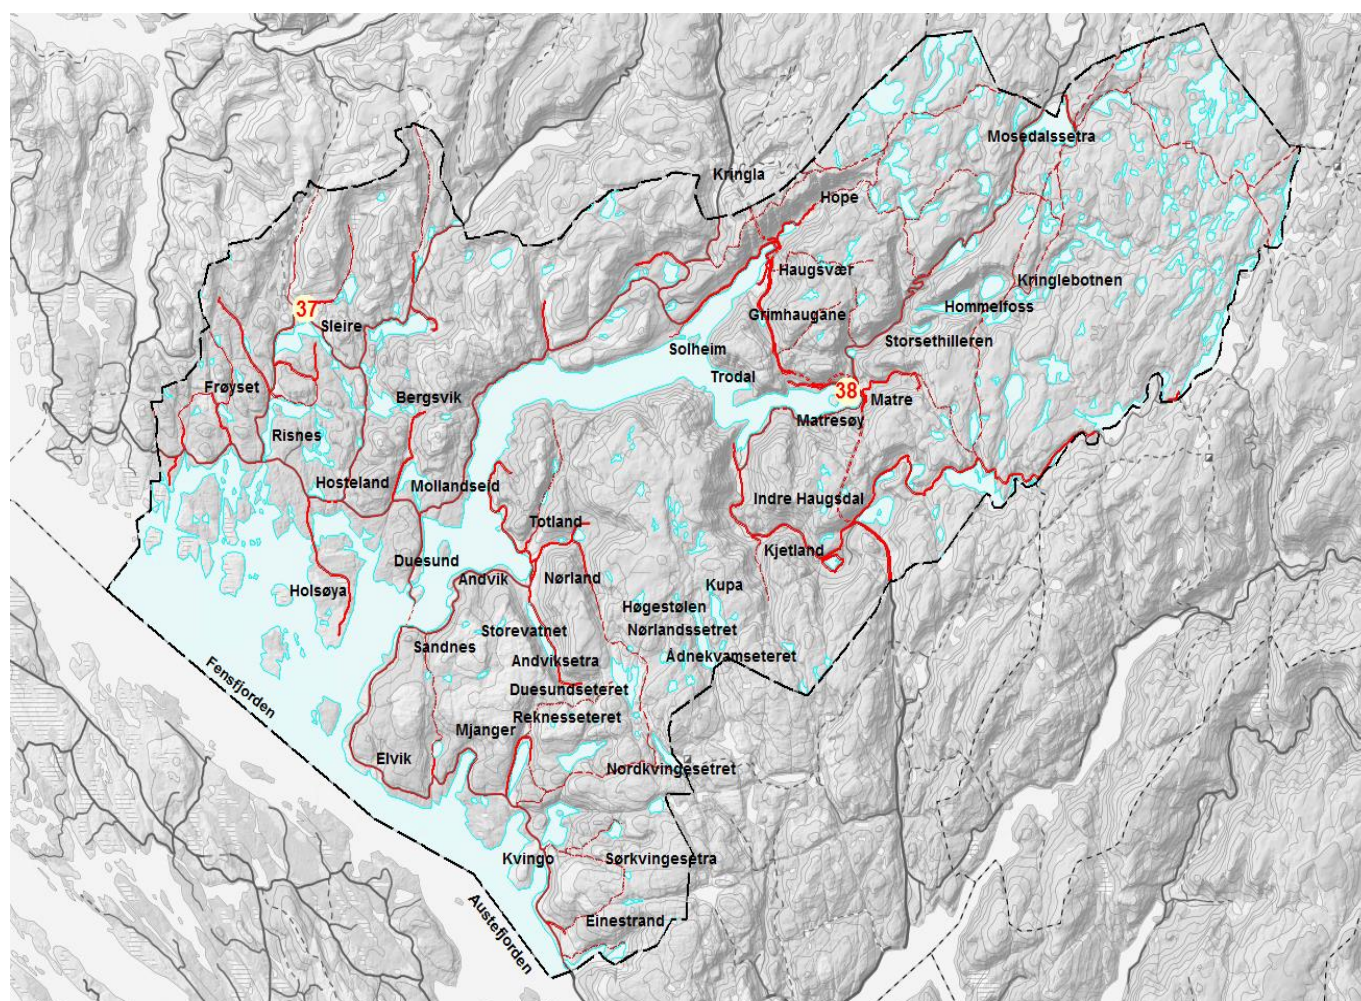 Mosedalssetra
Kringla
Hope
Haugsvær
Kringlebotnen
Hommelfoss
37
Sleire
Grimhaugane
Storsethilleren
Solheim
Trodal
Frøyset
Bergsvik
38
Matre
Matresøy
Risnes
Hosteland
Mollandseid
Indre Haugsdal
Totland
Kjetland
Duesund
Andvik
Nørland
Holsøya
Kupa
Høgestølen
Storevatnet
Nørlandssetret
Sandnes
Andviksetra
Ådnekvamseteret
Fensfjorden
Duesundseteret
Reknesseteret
Mjanger
Elvik
Nordkvingesetret
Kvingo
Sørkvingesetra
Austefjorden
Einestrand